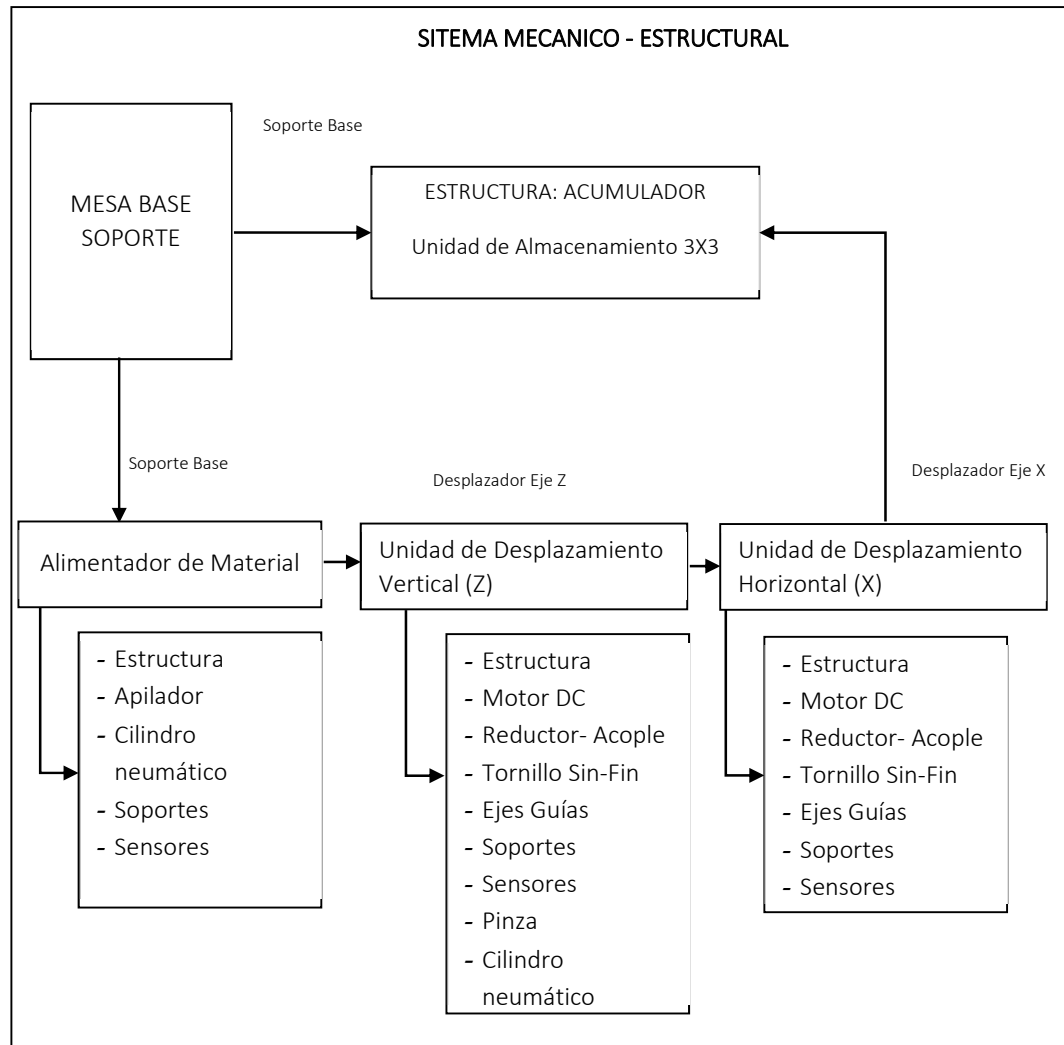 SITEMA MECANICO - ESTRUCTURAL
Soporte Base
MESA BASE
SOPORTE
ESTRUCTURA: ACUMULADOR
Unidad de Almacenamiento 3X3
Soporte Base
Desplazador Eje Z
Desplazador Eje X
Alimentador de Material
Unidad de Desplazamiento
Vertical (Z)
Unidad de Desplazamiento
Horizontal (X)
- Estructura
- Apilador
- Cilindro
neumático
- Soportes
- Sensores
- Estructura
- Motor DC
- Reductor- Acople
- Tornillo Sin-Fin
- Ejes Guías
- Soportes
- Sensores
- Pinza
- Cilindro
neumático
- Estructura
- Motor DC
- Reductor- Acople
- Tornillo Sin-Fin
- Ejes Guías
- Soportes
- Sensores